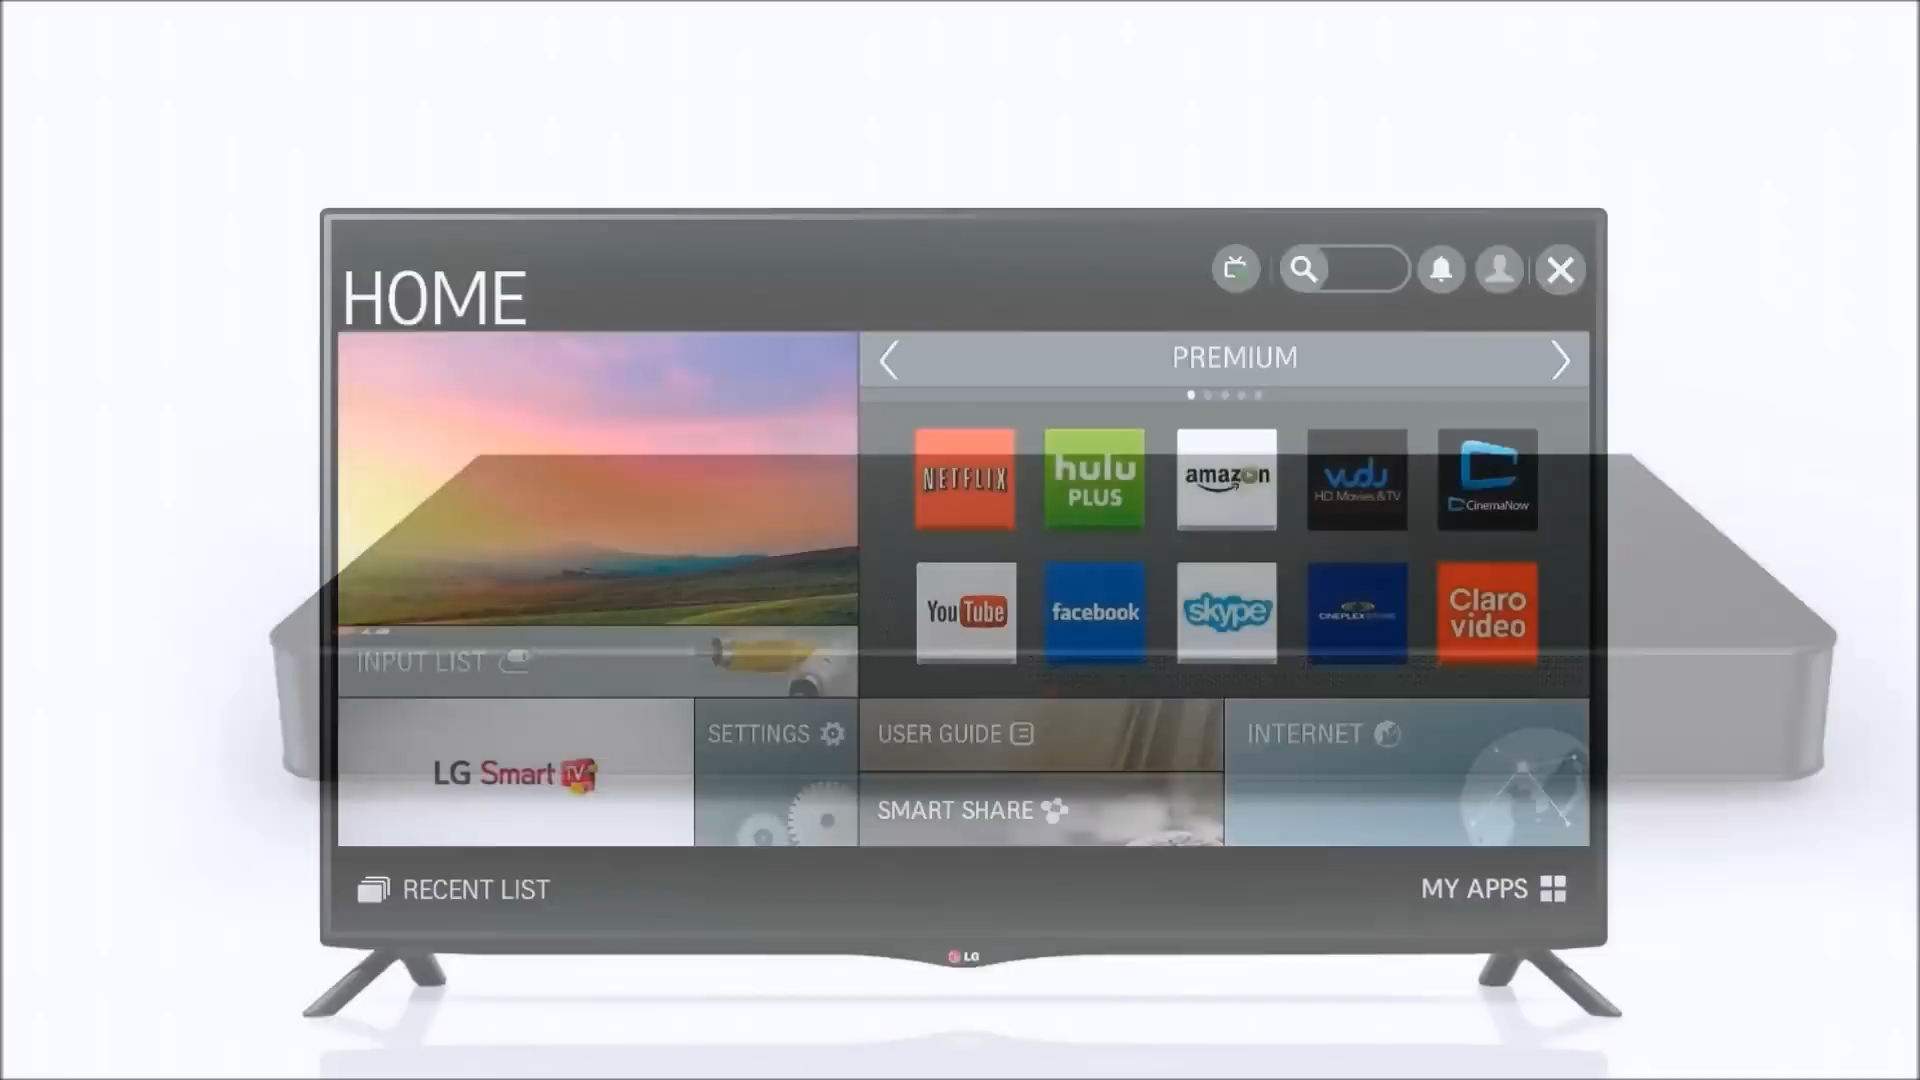 HOME
PREMIUM
NETFLIX
hulu
PLUS
amazon
vudu
HD Movies & TV
CinemaNow
YouTube
facebook
skype
CINEPLEX
Claro
video
INPUT LIST
LG Smart TV
SETTINGS
USER GUIDE
INTERNET
SMART SHARE
RECENT LIST
MY APPS
LG